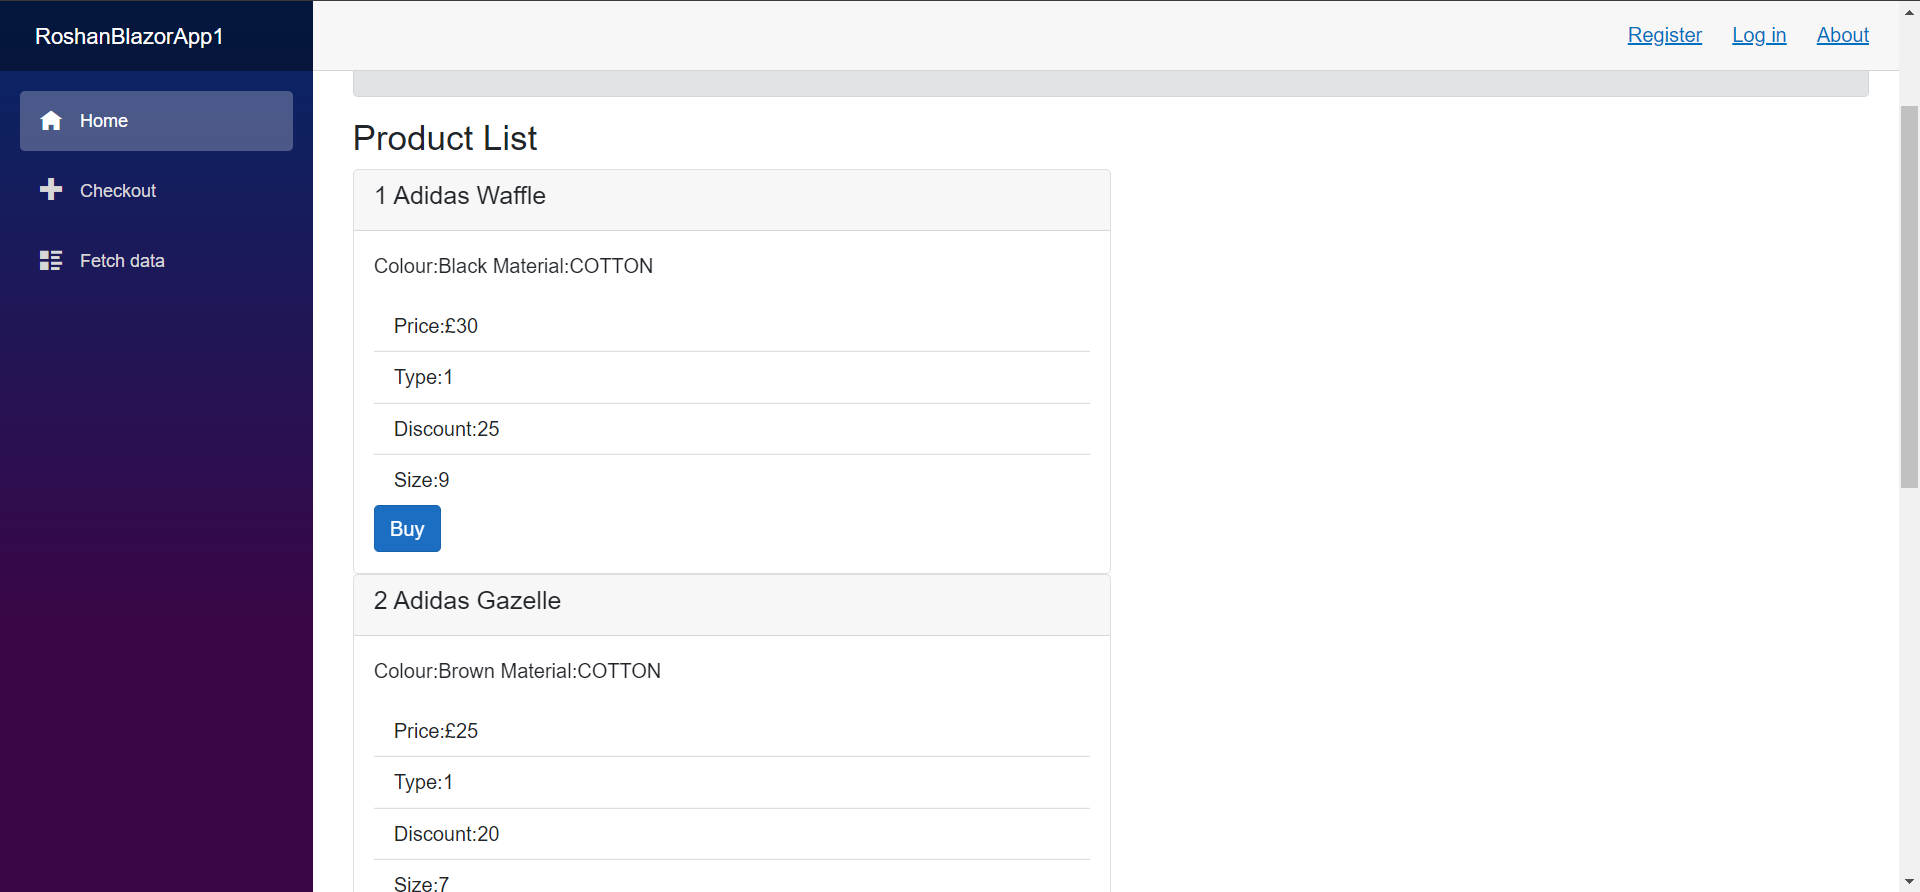 RoshanBlazorApp1
Register Log in About
Home
Checkout
Fetch data
Product List
1 Adidas Waffle
Colour:Black Material:COTTON
Price:£30
Type:1
Discount:25
Size:9
Buy
2 Adidas Gazelle
Colour:Brown Material:COTTON
Price:£25
Type:1
Discount:20
Size:7